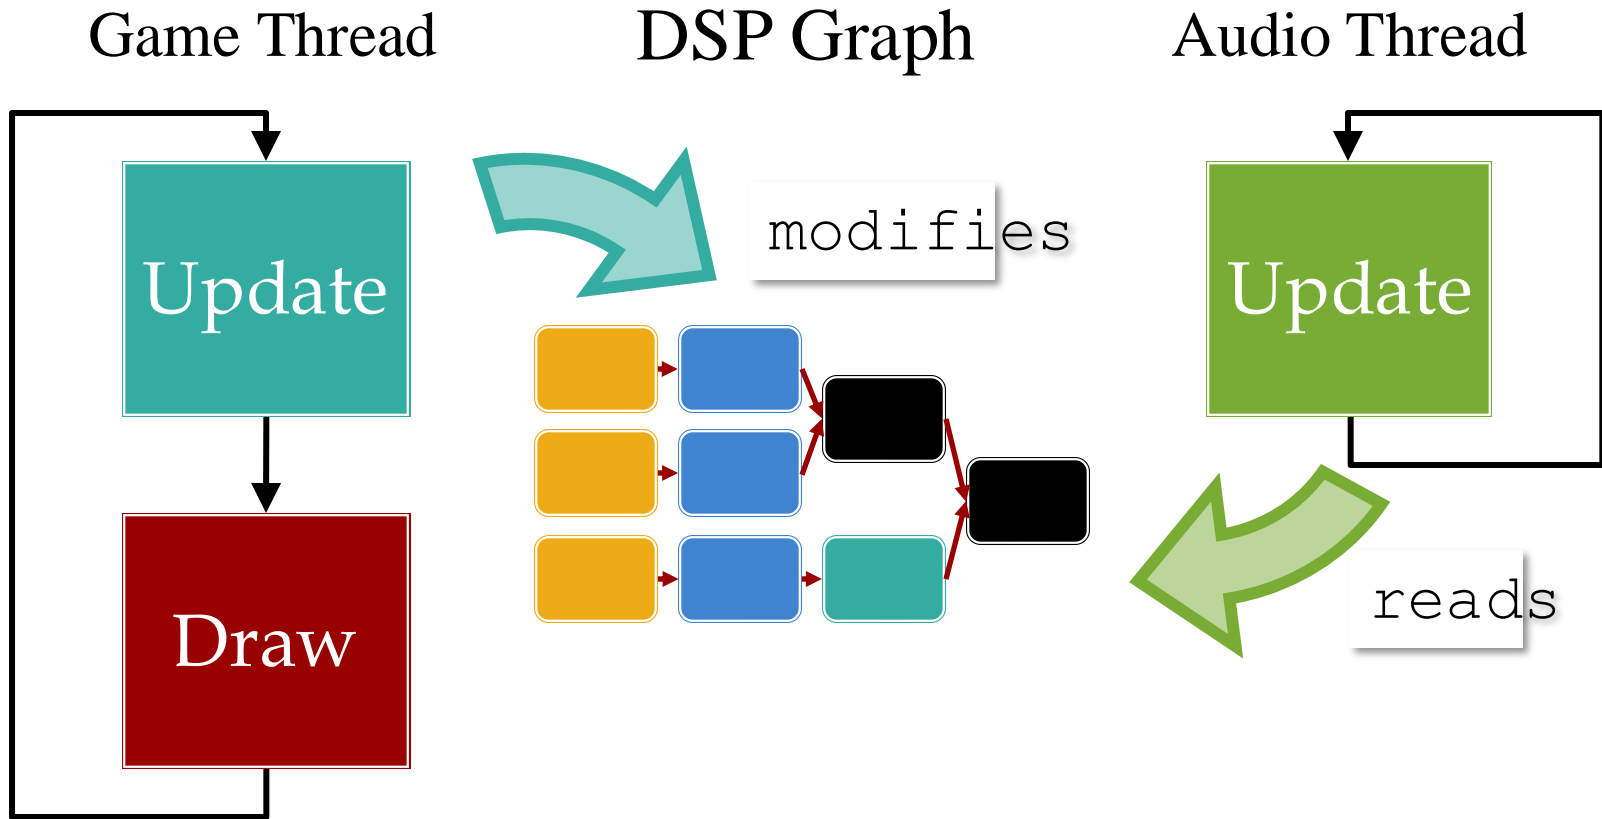 Game Thread
DSP Graph
Audio Thread
Update
modifies
Update
Draw
reads